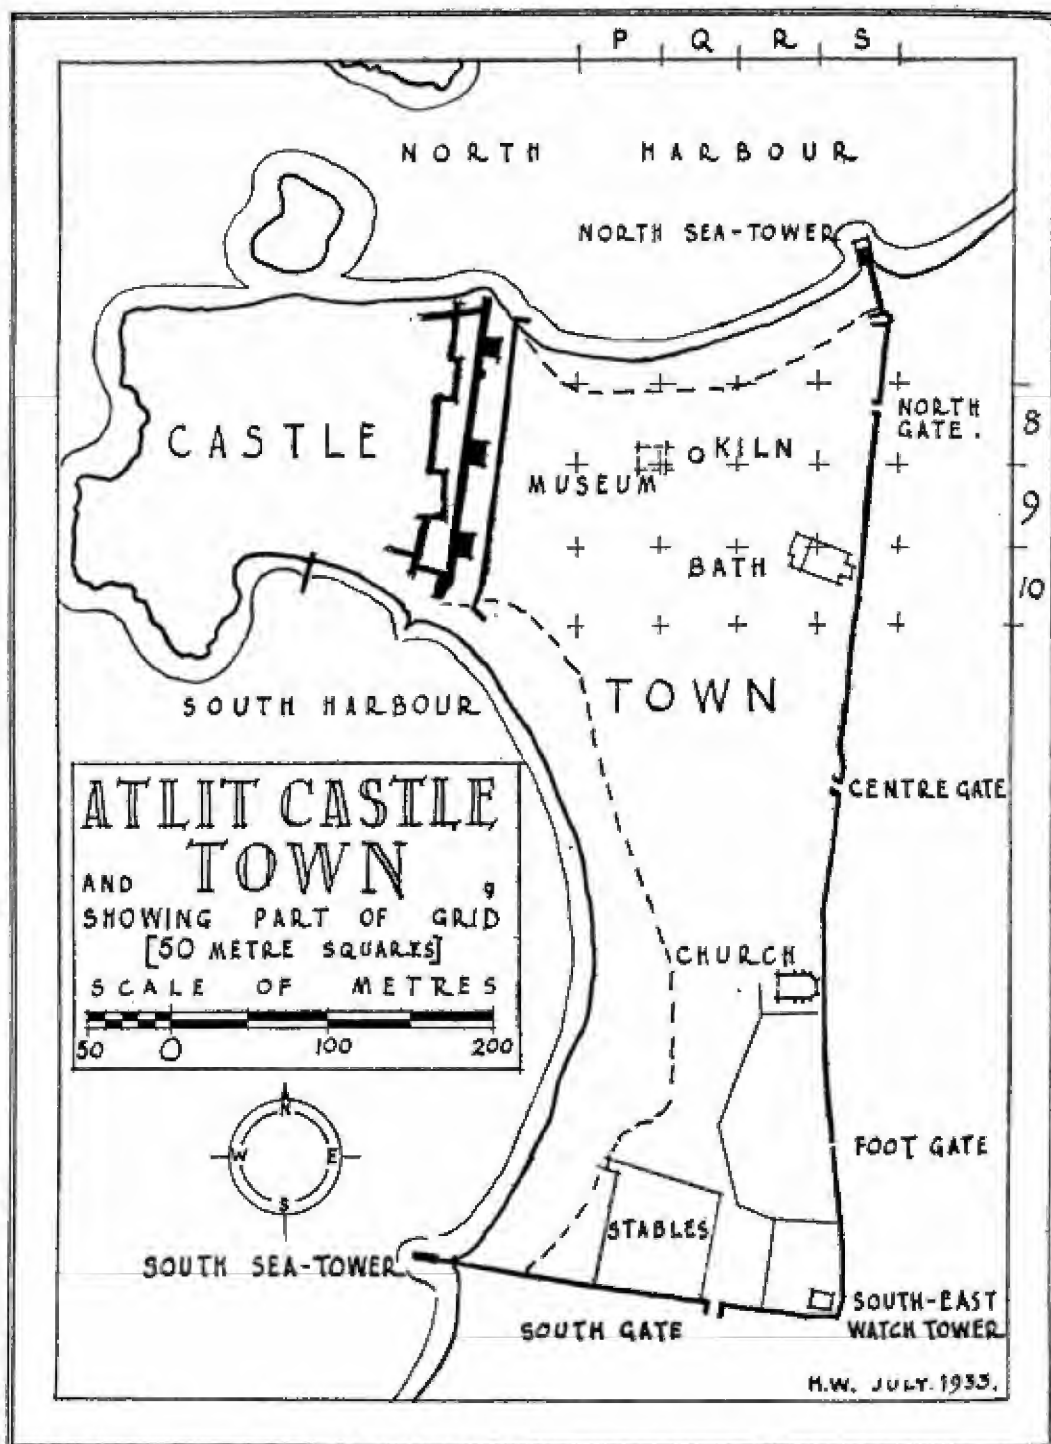 P Q R S
NORTH HARBOUR
NORTH SEA-TOWER
NORTH
GATE.
8
CASTLE
KILN
MUSEUM
9
BATH
10
TOWN
SOUTH HARBOUR
CENTRE GATE
ATLIT CASTLE
AND TOWN,
SHOWING PART OF GRID
[50 METRE SQUARES]
SCALE OF METRES
50 0 100 200
CHURCH
N
W E
S
FOOT GATE
STABLES
SOUTH SEA-TOWER
SOUTH-EAST
WATCH TOWER
SOUTH GATE
H.W. JULY.1933.